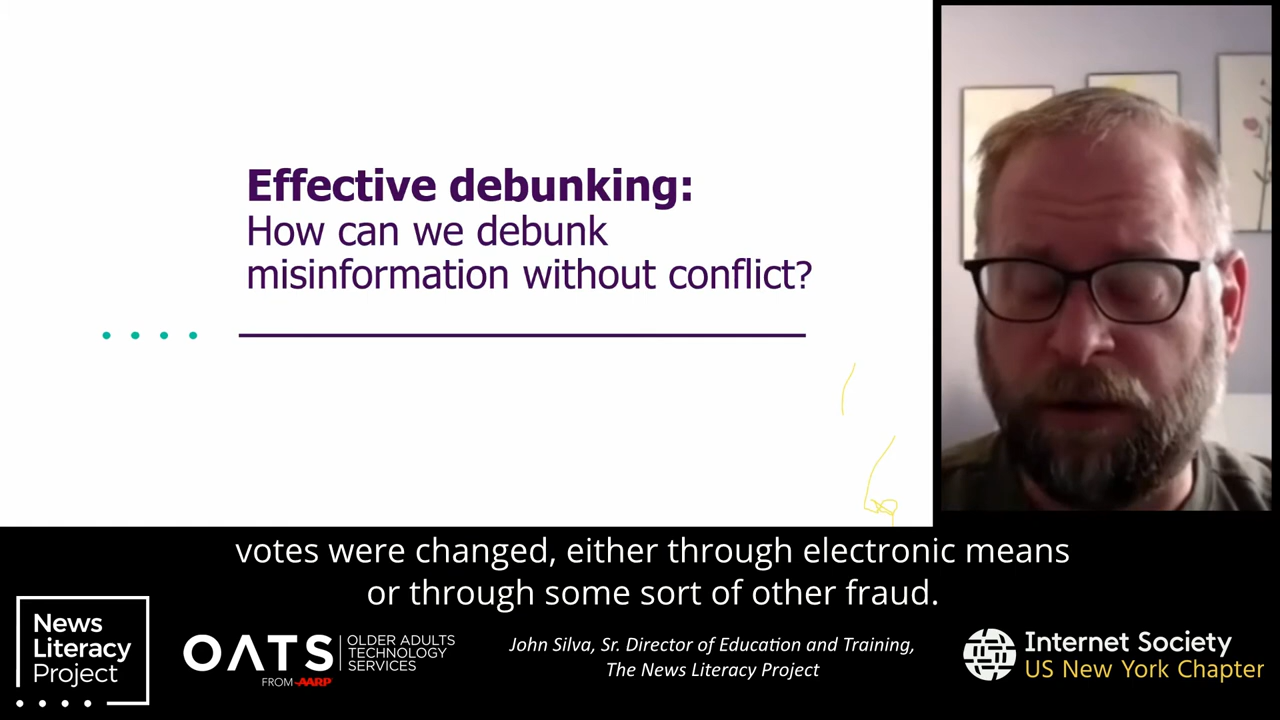 Effective debunking:
How can we debunk
misinformation without conflict?
votes were changed, either through electronic means
or through some sort of other fraud.
News
Literacy
Project
OATS
OLDER ADULTS
TECHNOLOGY
SERVICES
FROM AARP
John Silva, Sr. Director of Education and Training,
The News Literacy Project
Internet Society
US New York Chapter